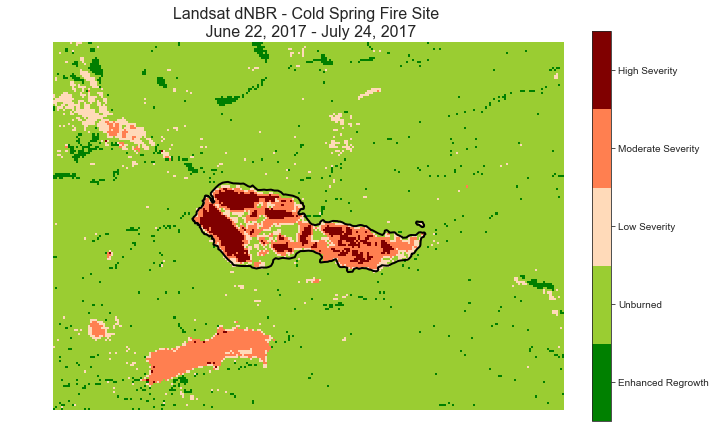 Landsat dNBR - Cold Spring Fire Site
June 22, 2017 - July 24, 2017
High Severity
Moderate Severity
Low Severity
Unburned
Enhanced Regrowth